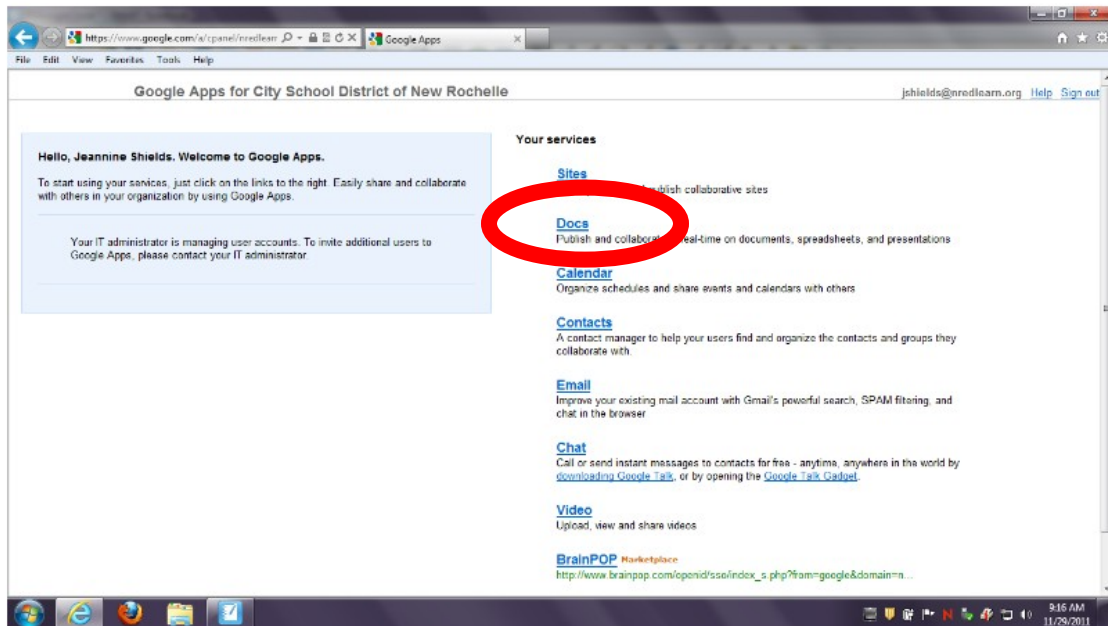 https://www.google.com/a/cpanel/nredlearn
Google Apps
File Edit View Favorites Tools Help
Google Apps for City School District of New Rochelle
jshields@nredlearn.org Help Sign out
Hello, Jeannine Shields. Welcome to Google Apps.
To start using your services, just click on the links to the right. Easily share and collaborate
with others in your organization by using Google Apps.
Your IT administrator is managing user accounts. To invite additional users to
Google Apps, please contact your IT administrator.
Your services
Sites
publish collaborative sites
Docs
Publish and collaborate real-time on documents, spreadsheets, and presentations
Calendar
Organize schedules and share events and calendars with others
Contacts
A contact manager to help your users find and organize the contacts and groups they
collaborate with.
Email
Improve your existing mail account with Gmail's powerful search, SPAM filtering, and
chat in the browser
Chat
Call or send instant messages to contacts for free - anytime, anywhere in the world by
downloading Google Talk, or by opening the Google Talk Gadget.
Video
Upload, view and share videos
BrainPOP Marketplace
http://www.brainpop.com/openid/sso/index_s.php?from=google&domain=n...
9:16 AM
11/29/2011